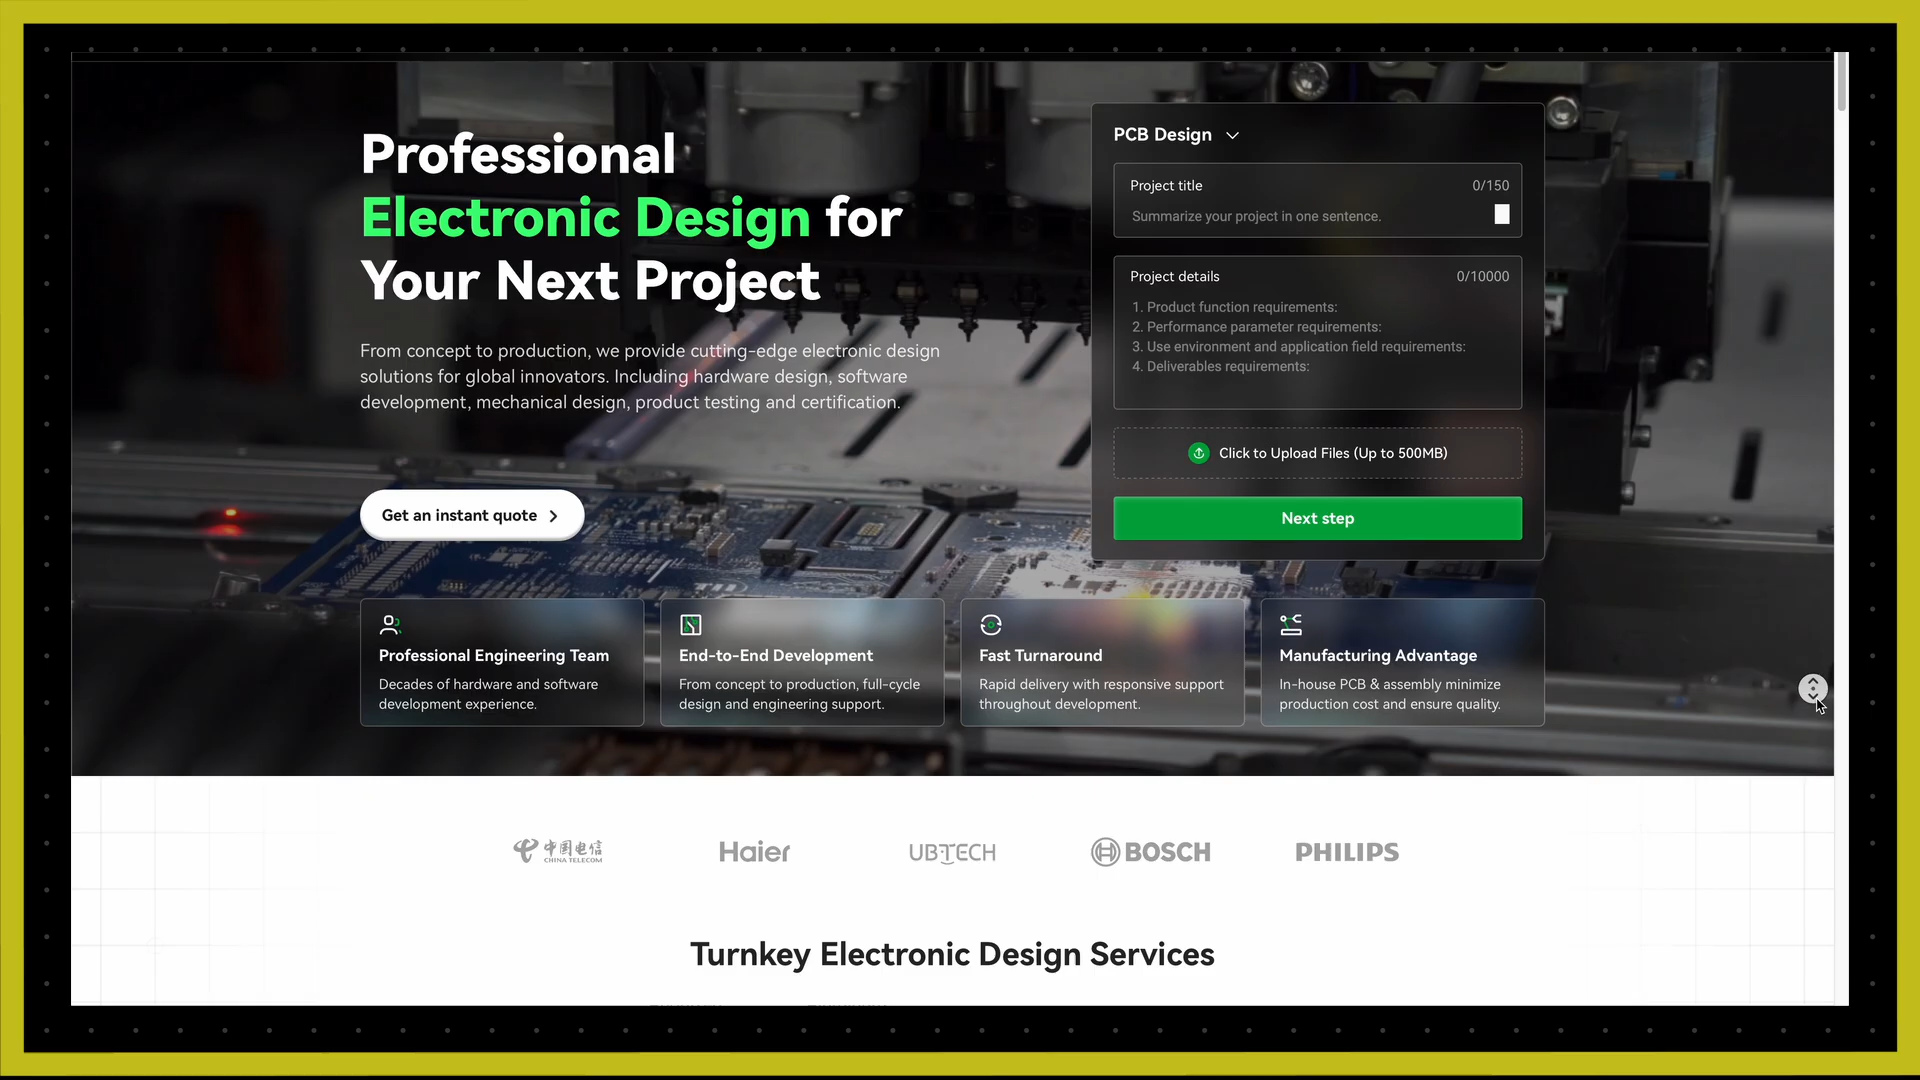 Professional
Electronic Design for
Your Next Project
From concept to production, we provide cutting-edge electronic design
solutions for global innovators. Including hardware design, software
development, mechanical design, product testing and certification.
Get an instant quote
PCB Design
Project title 0/150
Summarize your project in one sentence.
Project details 0/10000
1. Product function requirements:
2. Performance parameter requirements:
3. Use environment and application field requirements:
4. Deliverables requirements:
Click to Upload Files (Up to 500MB)
Next step
Professional Engineering Team
Decades of hardware and software
development experience.
End-to-End Development
From concept to production, full-cycle
design and engineering support.
Fast Turnaround
Rapid delivery with responsive support
throughout development.
Manufacturing Advantage
In-house PCB & assembly minimize
production cost and ensure quality.
中国电信
CHINA TELECOM
Haier
UBTECH
BOSCH
PHILIPS
Turnkey Electronic Design Services